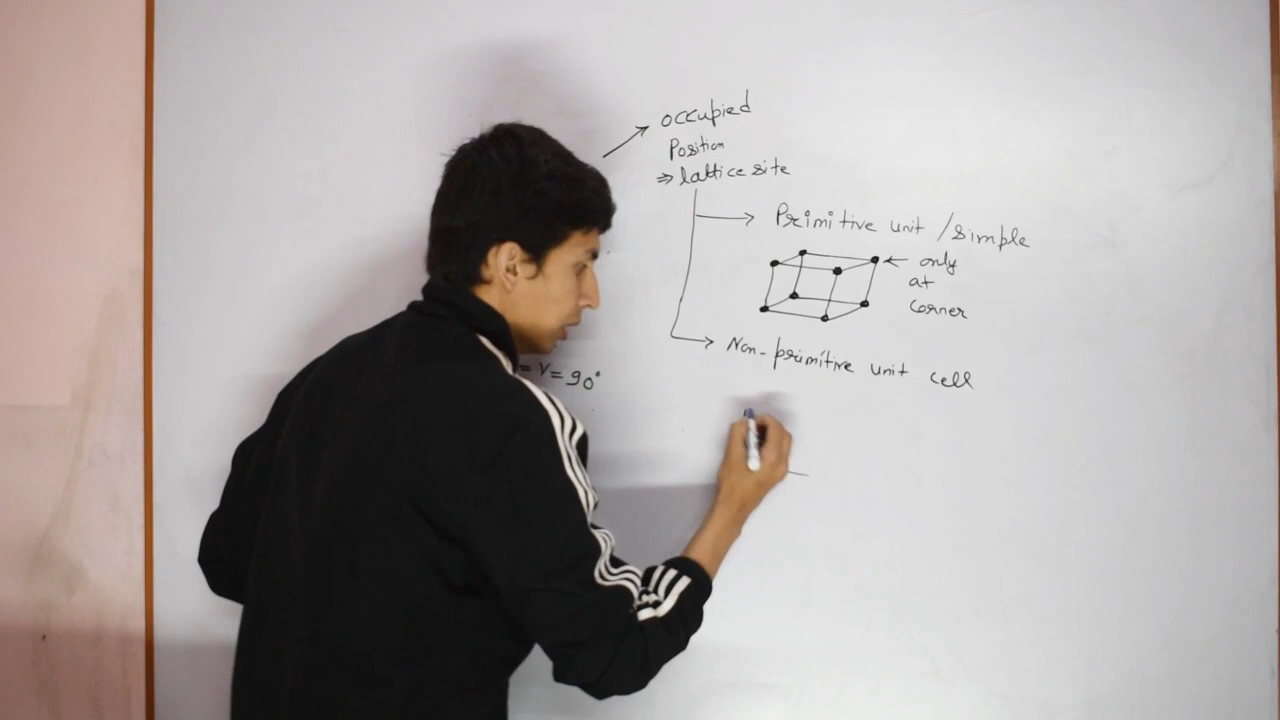 occupied
Position
⇒ lattice site
Primitive unit / simple
← only
at
corner
Non-primitive unit cell
= γ = 90°